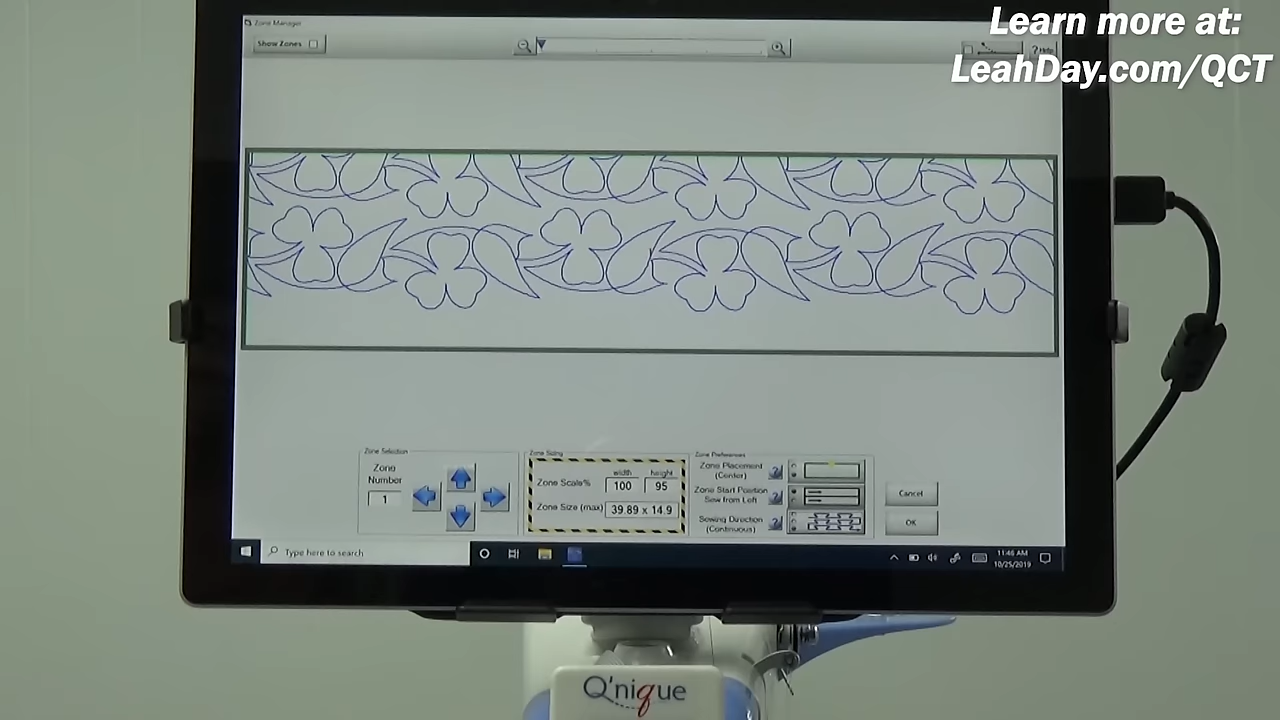 Learn more at:
LeahDay.com/QCT
Zone Manager
Show Zones
? Help
Zone Selection
Zone
Number
1
Zone Sizing
width height
Zone Scale% 100 95
Zone Size (max) 39.89 x 14.9
Zone Preferences
Zone Placement
(Center)
Zone Start Position
Sew from Left
Sewing Direction
(Continuous)
Cancel
OK
Type here to search
11:46 AM
10/25/2019
Q'nique